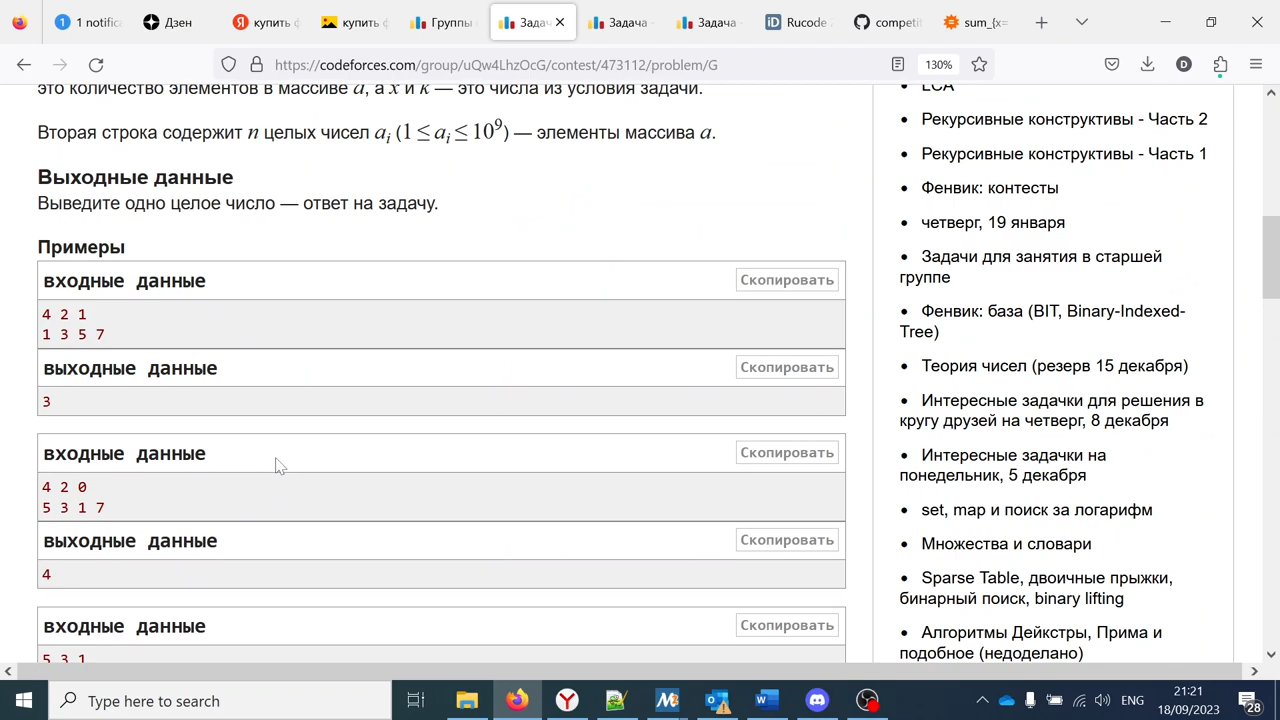 1 notific
Дзен
купить ф
купить ф
Группы
Задач
Задача
Задача
Rucode
competi
sum_{x=
https://codeforces.com/group/uQw4LhzOcG/contest/473112/problem/G
130%
это количество элементов в массиве a, а x и k — это числа из условия задачи.
Вторая строка содержит n целых чисел a_i (1 ≤ a_i ≤ 10^9) — элементы массива a.
Выходные данные
Выведите одно целое число — ответ на задачу.
Примеры
входные данные
Скопировать
4 2 1
1 3 5 7
выходные данные
Скопировать
3
входные данные
Скопировать
4 2 0
5 3 1 7
выходные данные
Скопировать
4
входные данные
Скопировать
5 3 1
LCA
Рекурсивные конструктивы - Часть 2
Рекурсивные конструктивы - Часть 1
Фенвик: контесты
четверг, 19 января
Задачи для занятия в старшей
группе
Фенвик: база (BIT, Binary-Indexed-
Tree)
Теория чисел (резерв 15 декабря)
Интересные задачки для решения в
кругу друзей на четверг, 8 декабря
Интересные задачки на
понедельник, 5 декабря
set, map и поиск за логарифм
Множества и словари
Sparse Table, двоичные прыжки,
бинарный поиск, binary lifting
Алгоритмы Дейкстры, Прима и
подобное (недоделано)
Type here to search
ENG
21:21
18/09/2023
28